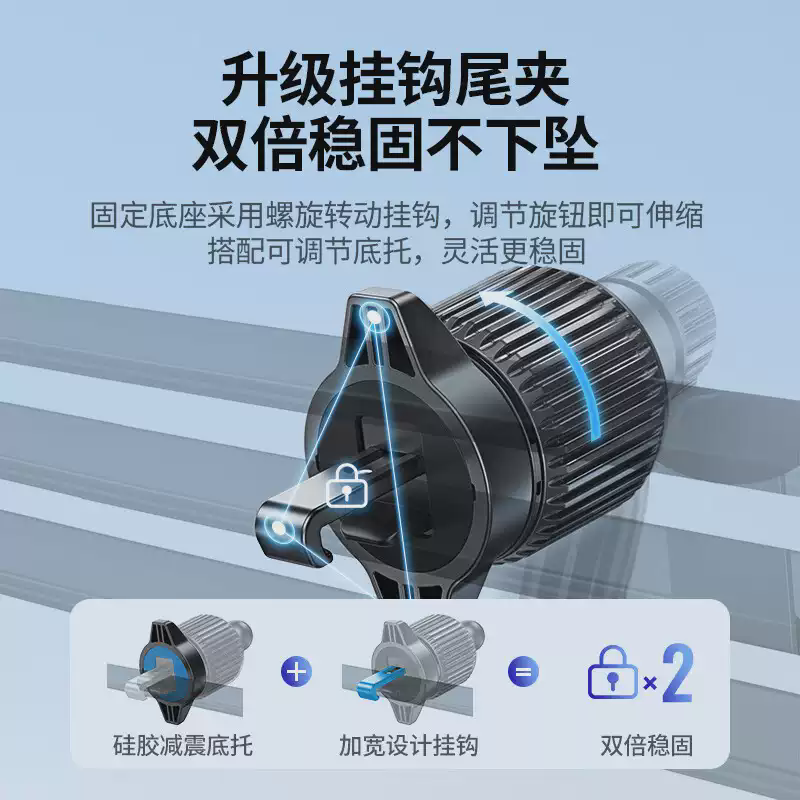 升级挂钩尾夹
双倍稳固不下坠
固定底座采用螺旋转动挂钩，调节旋钮即可伸缩
搭配可调节底托，灵活更稳固
+
=
×2
硅胶减震底托
加宽设计挂钩
双倍稳固